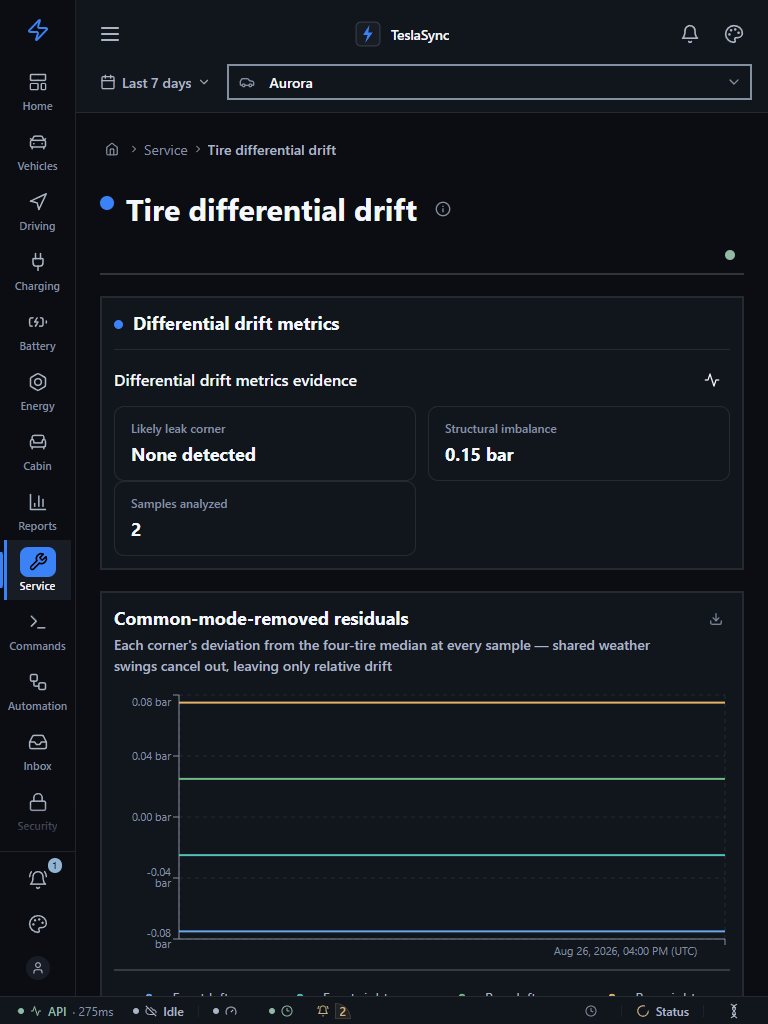 TeslaSync
Last 7 days
Aurora
Home
Vehicles
Driving
Charging
Battery
Energy
Cabin
Reports
Service
Commands
Automation
Inbox
Security
1
Service
Tire differential drift
Tire differential drift
Differential drift metrics
Differential drift metrics evidence
Likely leak corner
None detected
Structural imbalance
0.15 bar
Samples analyzed
2
Common-mode-removed residuals
Each corner's deviation from the four-tire median at every sample — shared weather
swings cancel out, leaving only relative drift
0.08 bar
0.04 bar
0.00 bar
-0.04
bar
-0.08
bar
Aug 26, 2026, 04:00 PM (UTC)
API · 275ms
Idle
2
Status